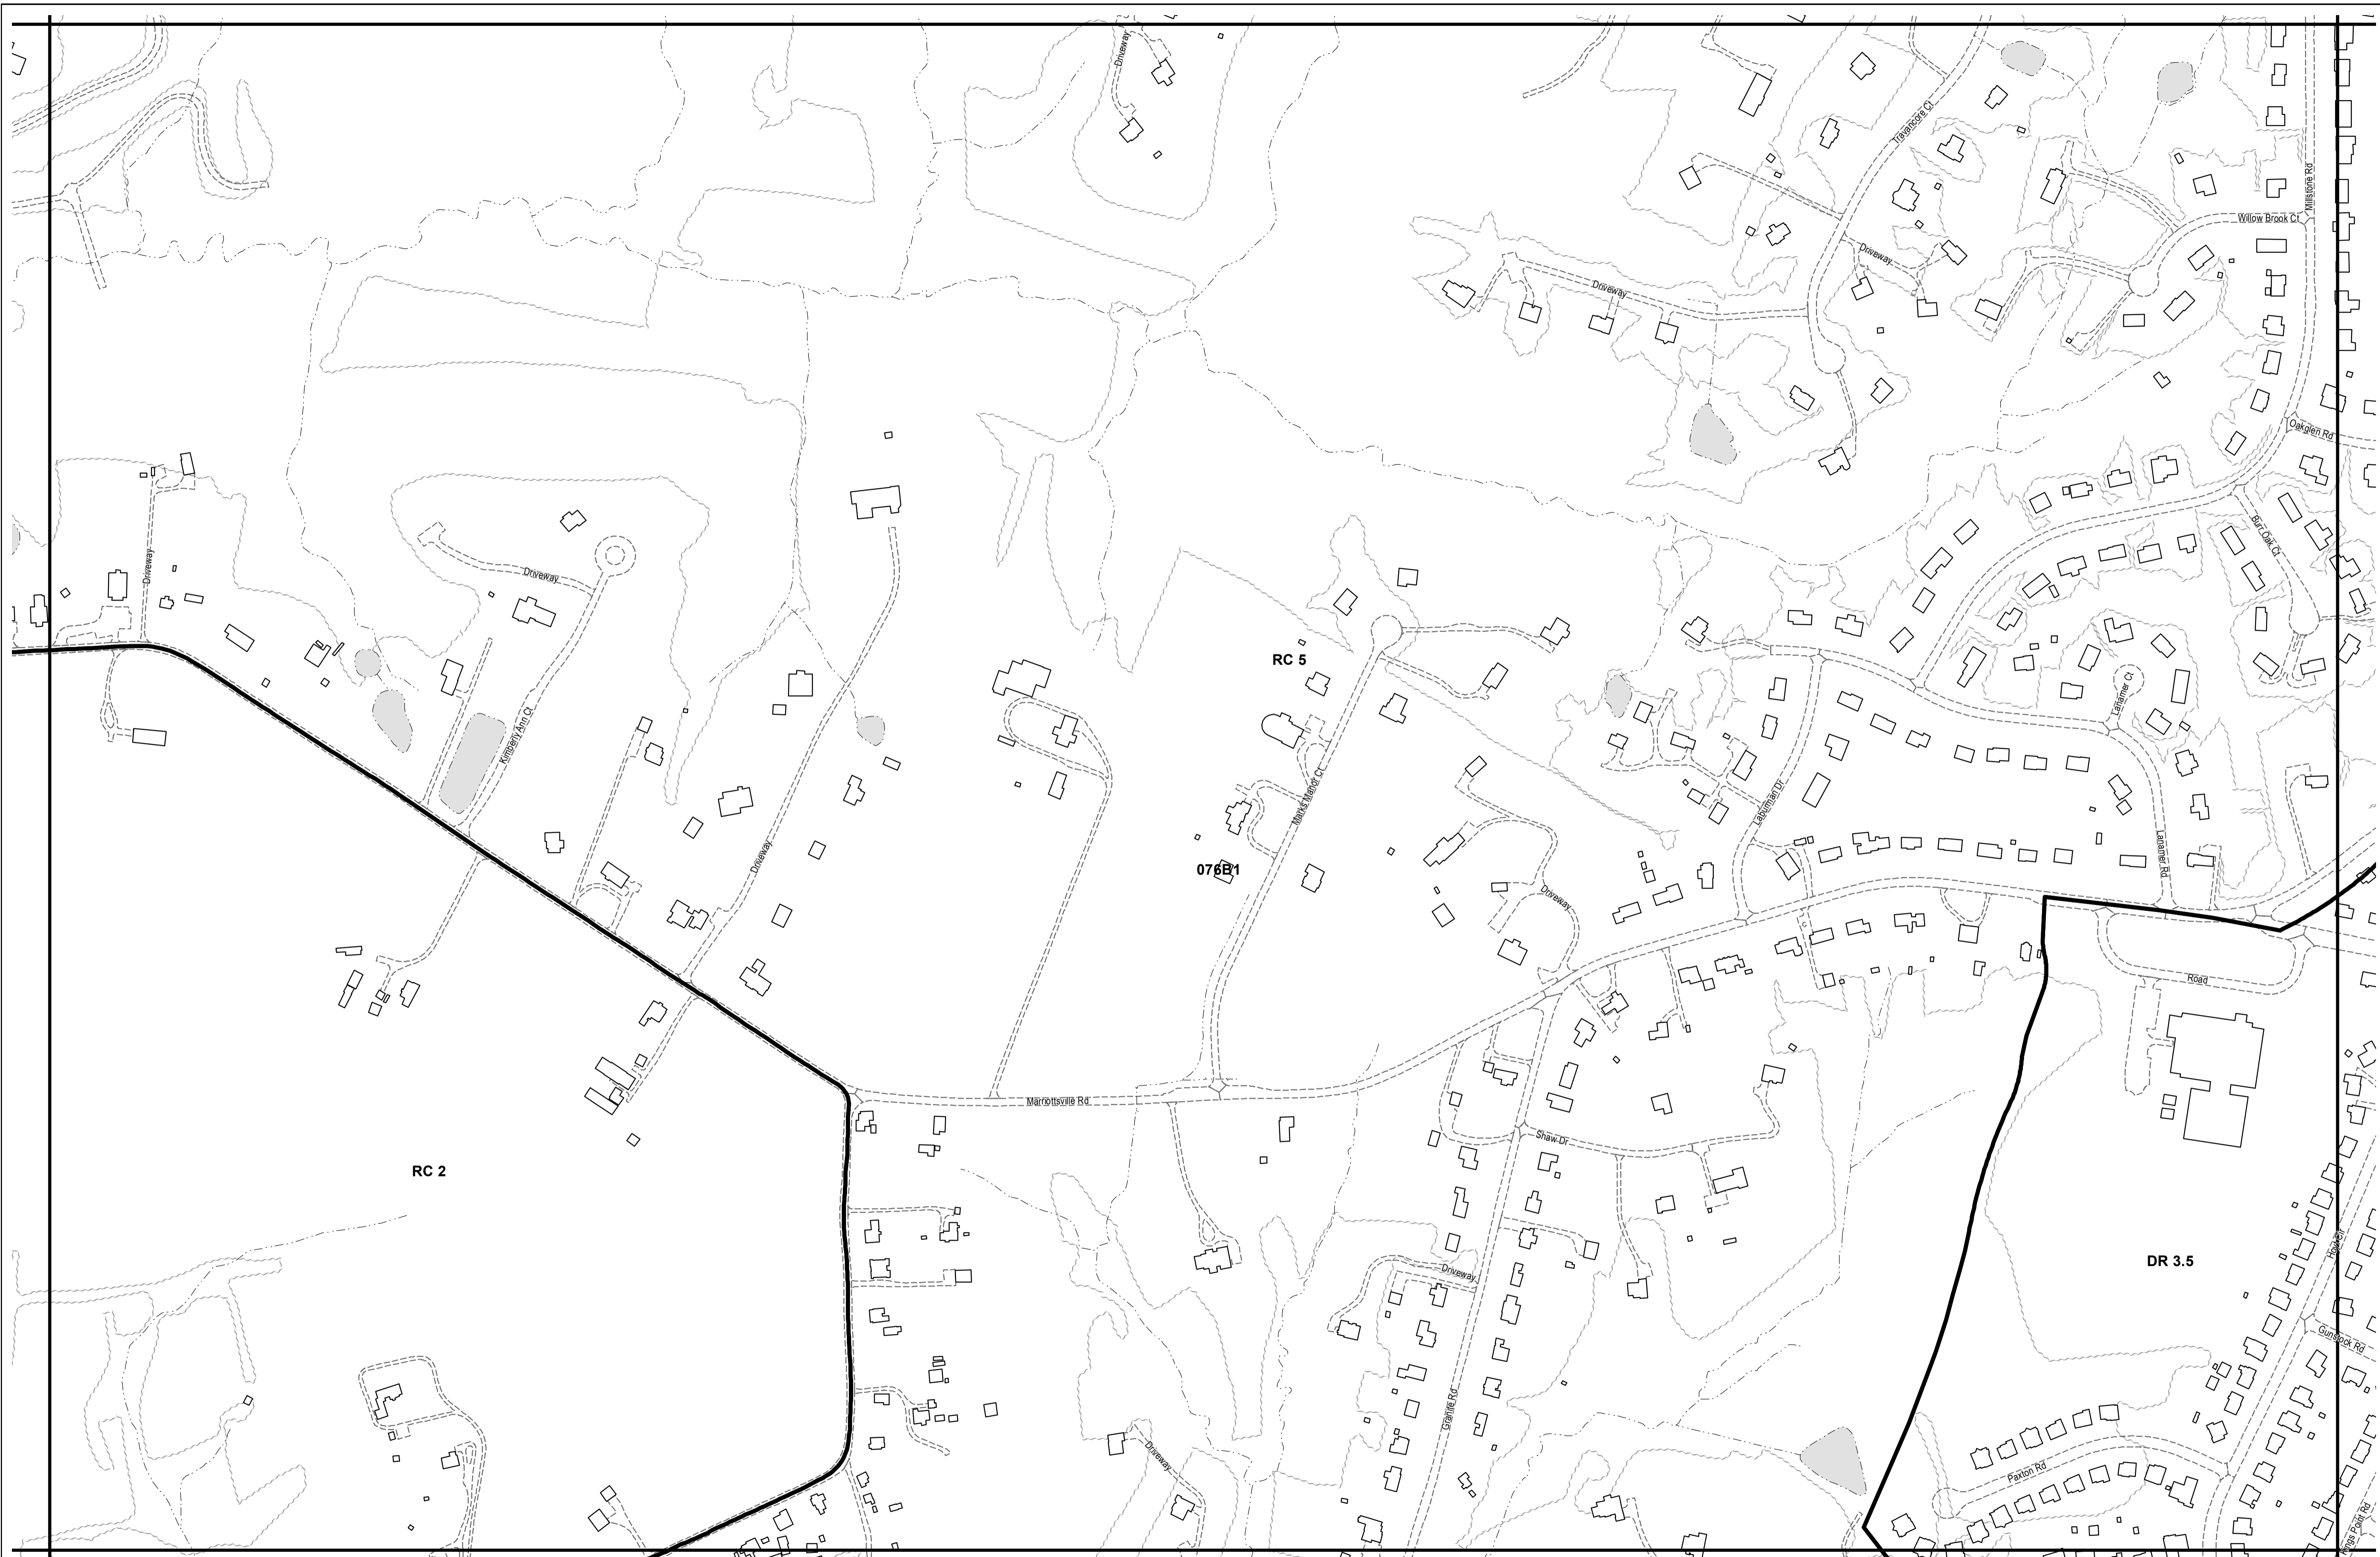 Driveway
Travancore Ct
Millstone Rd
Willow Brook Ct
Driveway
Driveway
Oakglen Rd
Burr Oak Ct
Driveway
Driveway
RC 5
Lanamer Ct
Kimberly Ann Ct
Marks Manor Ct
Laburman Dr
Driveway
076B1
Lanamer Rd
Driveway
Road
Marriottsville Rd
Shaw Dr
RC 2
Driveway
DR 3.5
Gunstock Rd
Granite Rd
Driveway
Paxton Rd